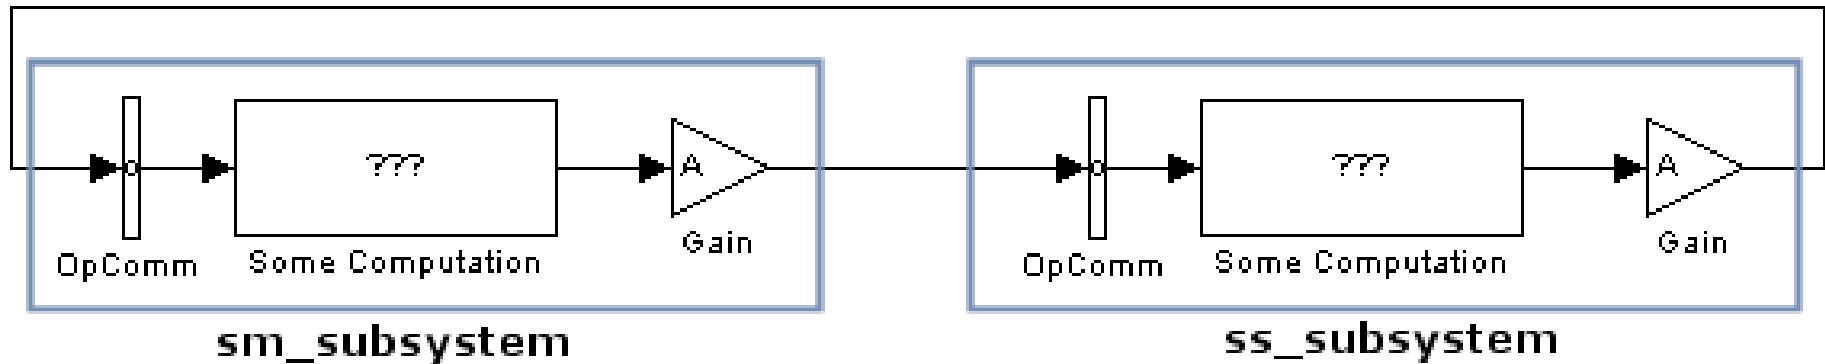 o
???
A
OpComm
Some Computation
Gain
sm_subsystem
o
???
A
OpComm
Some Computation
Gain
ss_subsystem